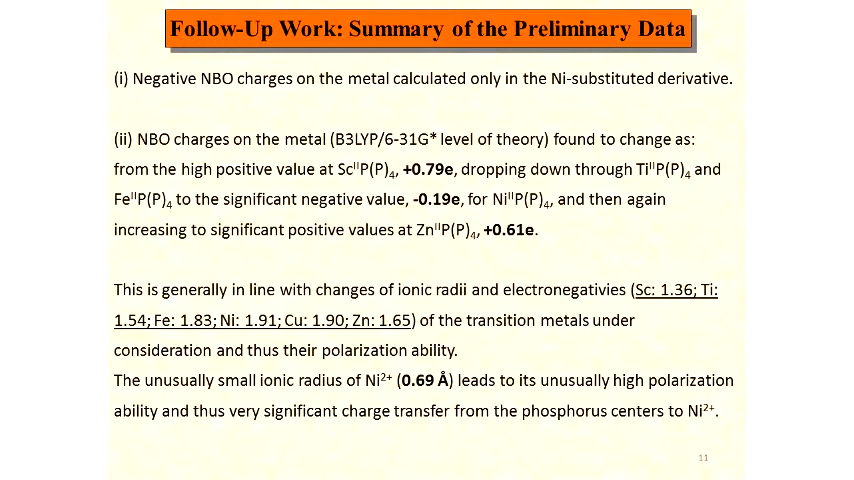 Follow-Up Work: Summary of the Preliminary Data
(i) Negative NBO charges on the metal calculated only in the Ni-substituted derivative.
(ii) NBO charges on the metal (B3LYP/6-31G* level of theory) found to change as:
from the high positive value at ScᴵᴵP(P)₄, +0.79e, dropping down through TiᴵᴵP(P)₄ and
FeᴵᴵP(P)₄ to the significant negative value, -0.19e, for NiᴵᴵP(P)₄, and then again
increasing to significant positive values at ZnᴵᴵP(P)₄, +0.61e.
This is generally in line with changes of ionic radii and electronegativies (Sc: 1.36; Ti:
1.54; Fe: 1.83; Ni: 1.91; Cu: 1.90; Zn: 1.65) of the transition metals under
consideration and thus their polarization ability.
The unusually small ionic radius of Ni²⁺ (0.69 Å) leads to its unusually high polarization
ability and thus very significant charge transfer from the phosphorus centers to Ni²⁺.
11